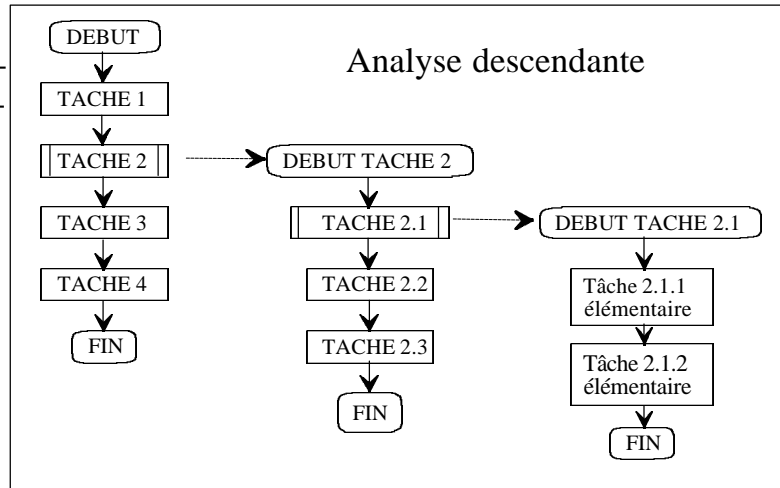 Analyse descendante
DEBUT
TACHE 1
TACHE 2
TACHE 3
TACHE 4
FIN
DEBUT TACHE 2
TACHE 2.1
TACHE 2.2
TACHE 2.3
FIN
DEBUT TACHE 2.1
Tâche 2.1.1
élémentaire
Tâche 2.1.2
élémentaire
FIN